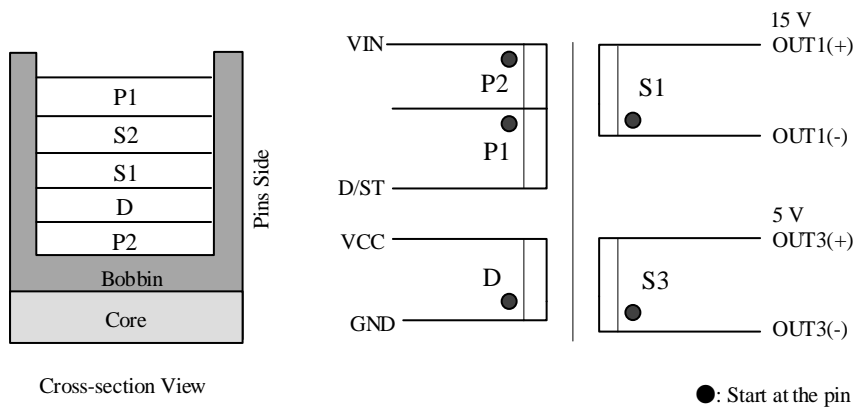 P1
S2
S1
D
P2
Bobbin
Core
Pins Side
Cross-section View
VIN
P2
P1
D/ST
VCC
D
GND
15 V
OUT1(+)
S1
OUT1(-)
5 V
OUT3(+)
S3
OUT3(-)
: Start at the pin